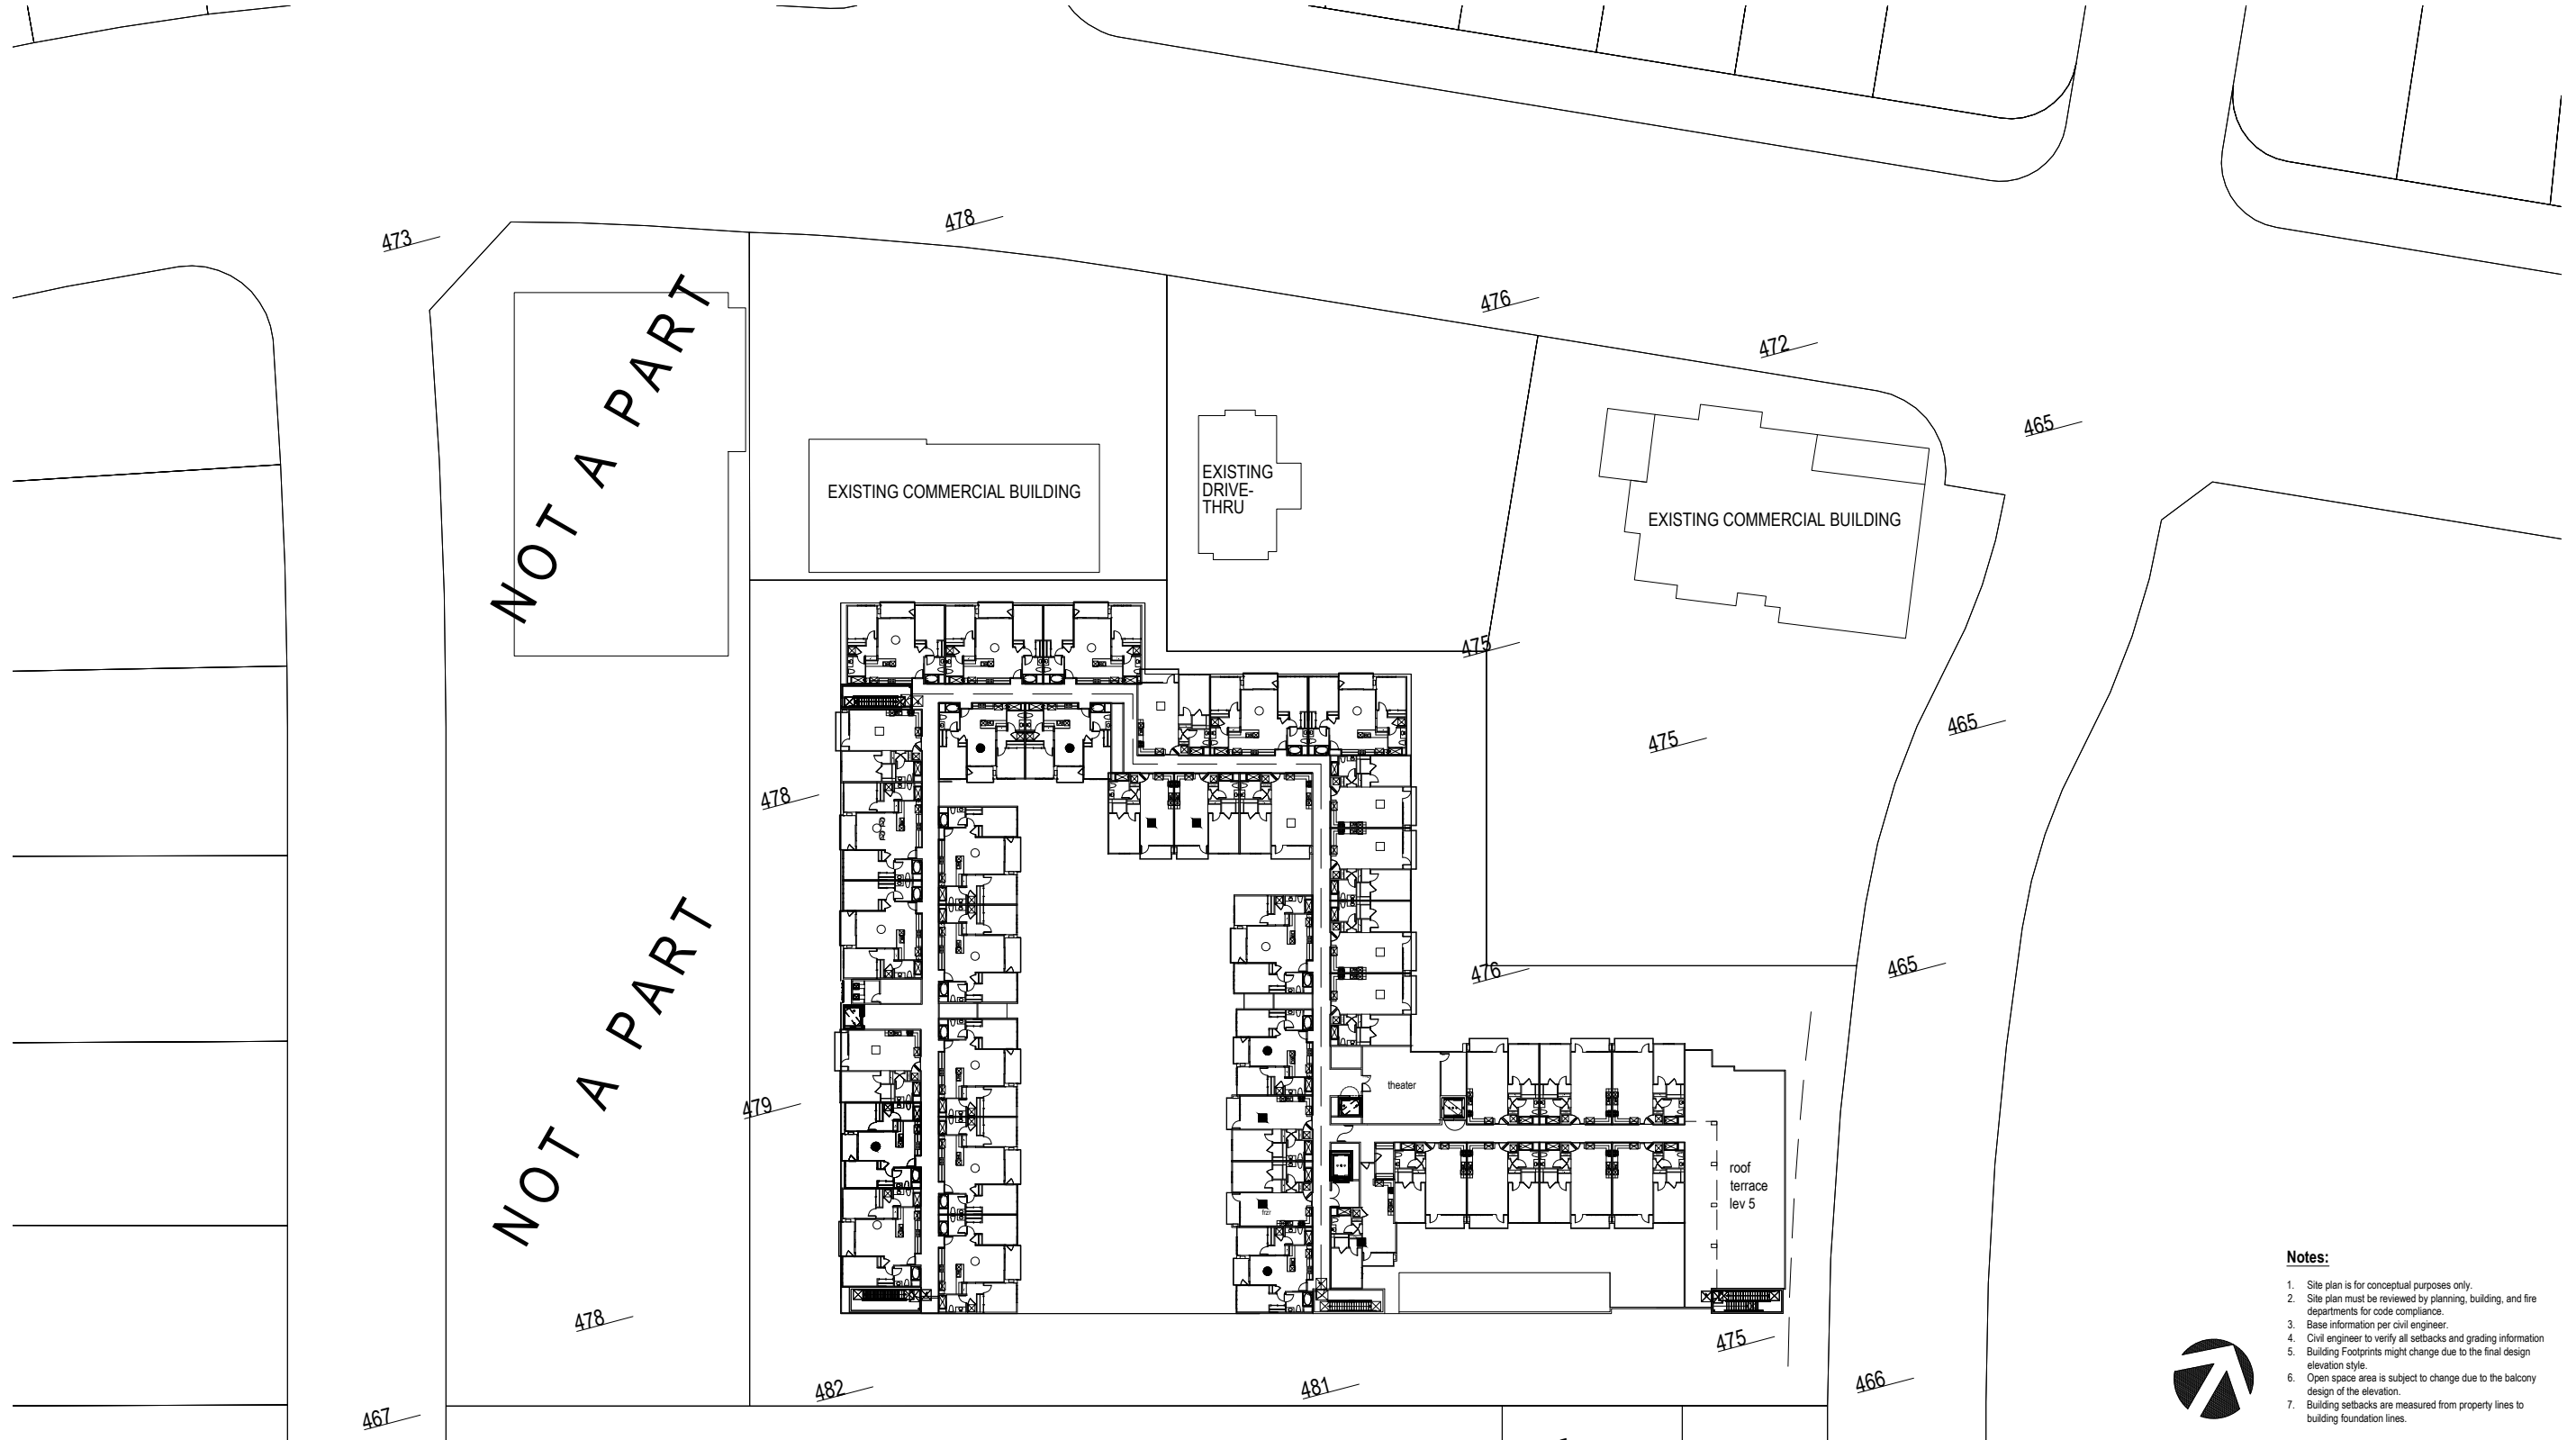 473
478
476
472
465
NOT A PART
EXISTING COMMERCIAL BUILDING
EXISTING
DRIVE-
THRU
EXISTING COMMERCIAL BUILDING
475
475
465
478
476
465
NOT A PART
479
theater
roof
terrace
lev 5
frzr
478
475
482
481
466
467
Notes:
1. Site plan is for conceptual purposes only.
2. Site plan must be reviewed by planning, building, and fire
departments for code compliance.
3. Base information per civil engineer.
4. Civil engineer to verify all setbacks and grading information
5. Building Footprints might change due to the final design
elevation style.
6. Open space area is subject to change due to the balcony
design of the elevation.
7. Building setbacks are measured from property lines to
building foundation lines.